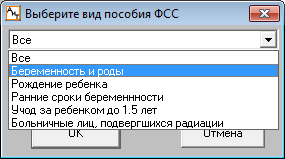 Выберите вид пособия ФСС
Все
Все
Беременность и роды
Рождение ребенка
Ранние сроки беременнности
Уход за ребенком до 1.5 лет
Больничные лиц, подвергшихся радиации
OK
Отмена